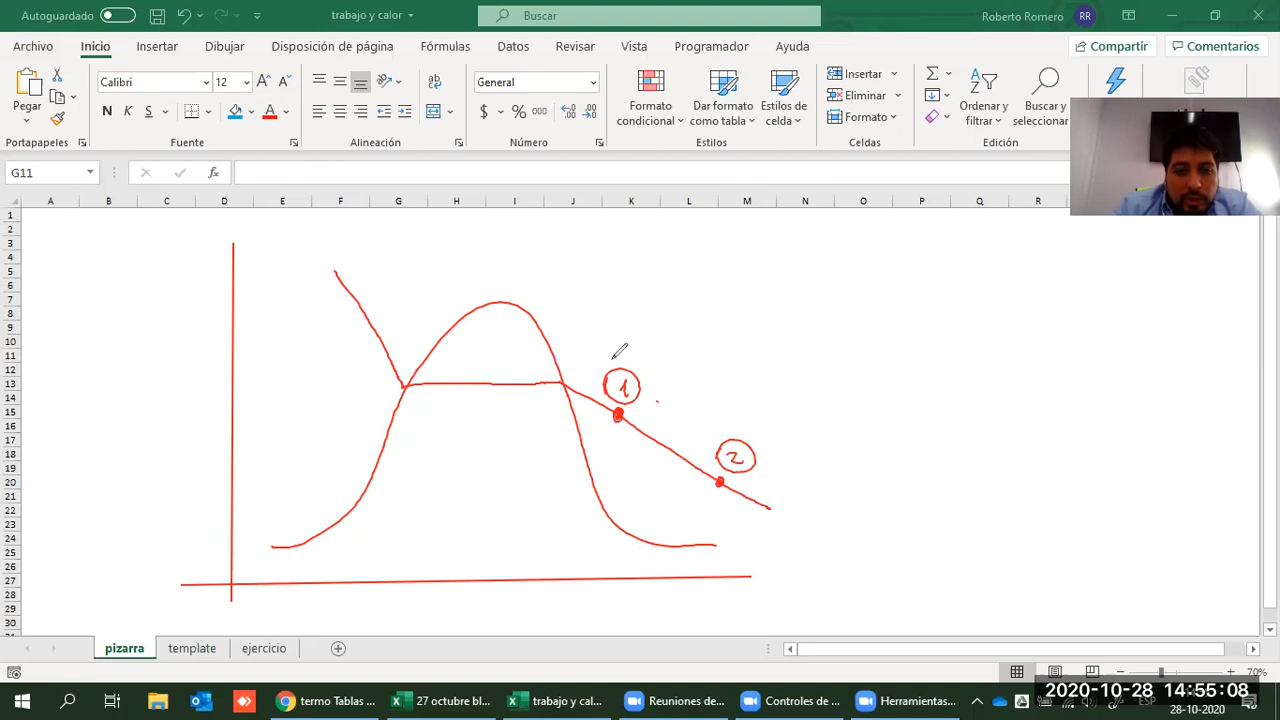 Autoguardado
trabajo y calor
Buscar
Roberto Romero
RR
Archivo Inicio Insertar Dibujar Disposición de página Fórmulas Datos Revisar Vista Programador Ayuda
Compartir
Comentarios
Pegar
Calibri
12
N K S
General
$ % 000
Formato condicional
Dar formato como tabla
Estilos de celda
Insertar
Eliminar
Formato
Ordenar y filtrar
Buscar y seleccionar
Portapapeles
Fuente
Alineación
Número
Estilos
Celdas
Edición
G11
fx
A B C D E F G H I J K L M N O P Q R
1
2
3
4
5
6
7
8
9
10
11
12
13
14
15
16
17
18
19
20
21
22
23
24
25
26
27
28
29
30
1
2
pizarra template ejercicio
70%
termo Tablas ...
27 octubre bl...
trabajo y calo...
Reuniones de...
Controles de ...
Herramientas...
ESP
2020-10-28 14:55:08
28-10-2020